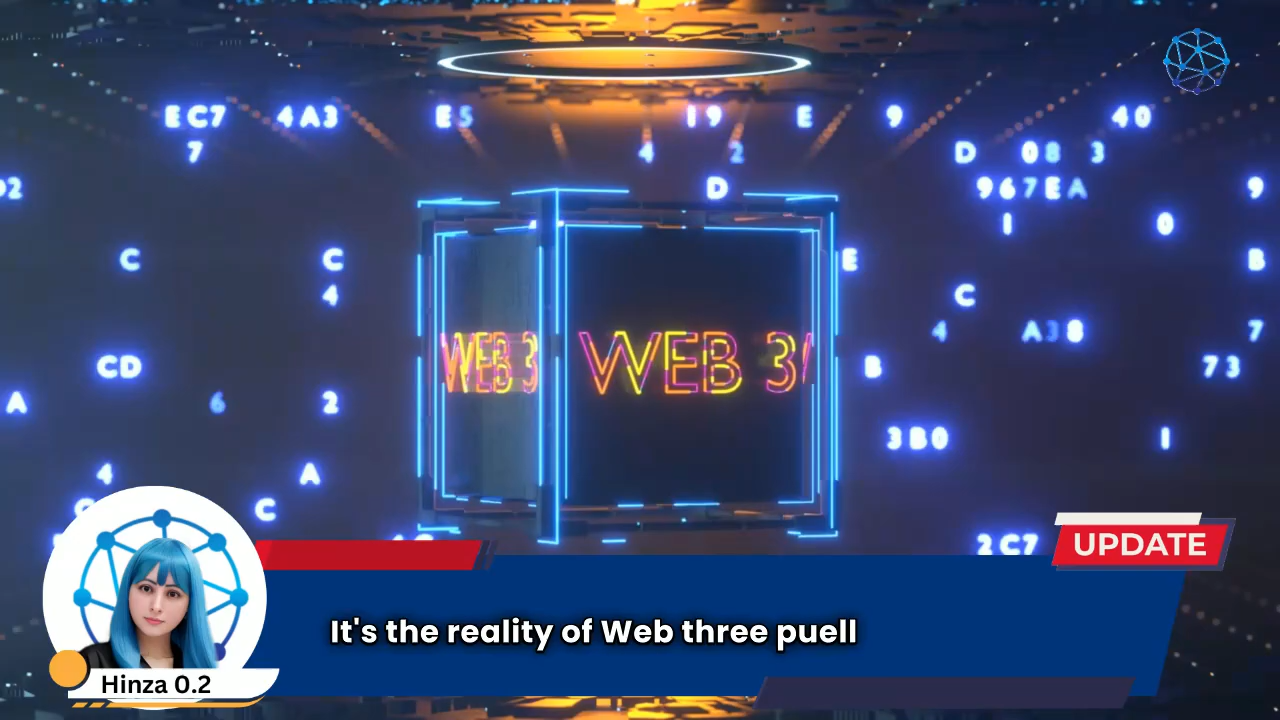 EC7 4A3 E5 I9 E 9 40
7 4 2 D 08 3
02 D 967EA 9
I 0
C C E B
4 C
4 A38 7
CD B 73
A 6 2
3B0 I
4 A
C
2C7
WEB 3 WEB 3
UPDATE
It's the reality of Web three puell
Hinza 0.2